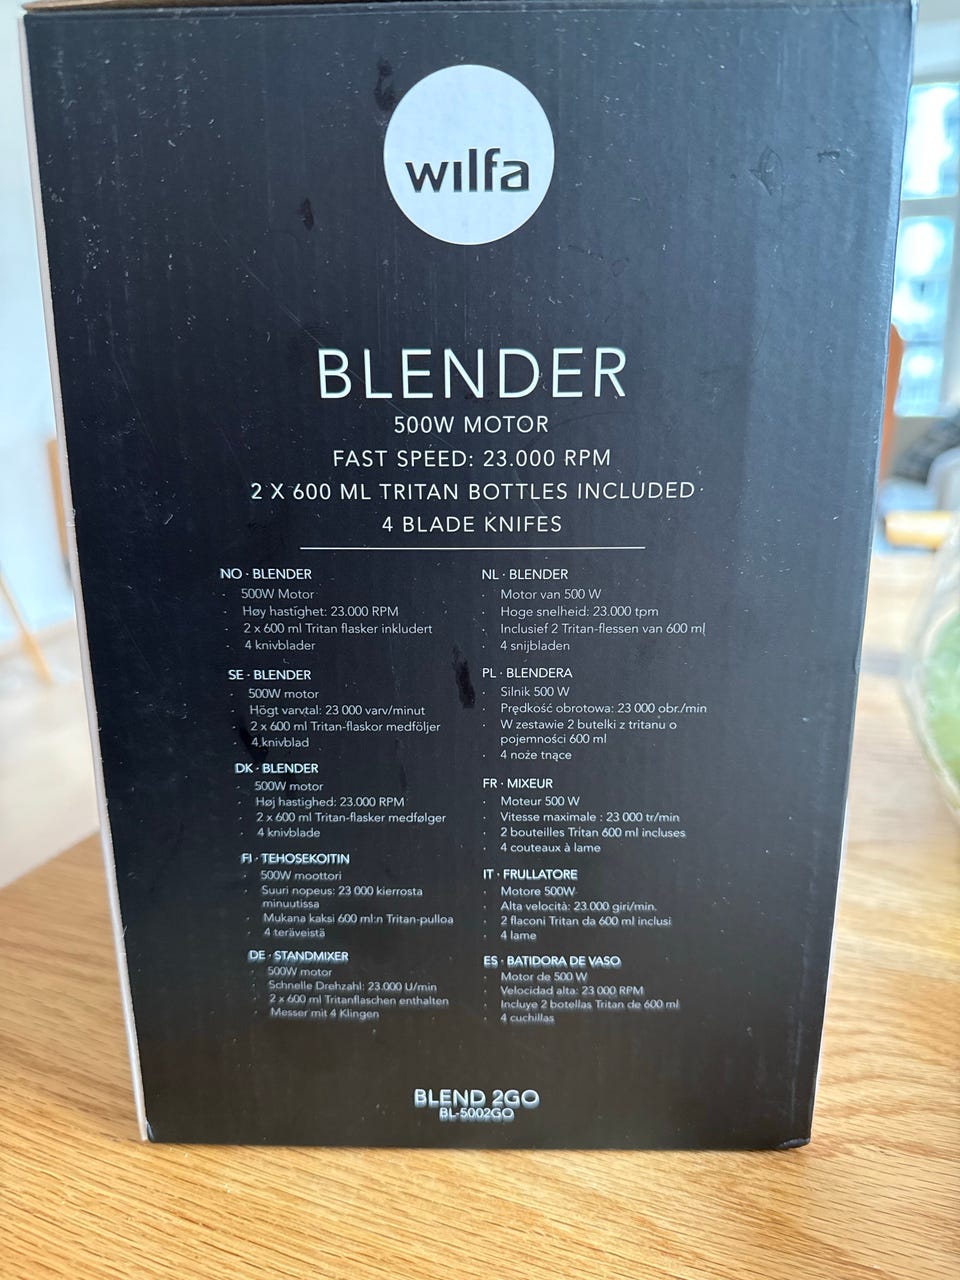 wilfa
BLENDER
500W MOTOR
FAST SPEED: 23.000 RPM
2 X 600 ML TRITAN BOTTLES INCLUDED
4 BLADE KNIFES
NO · BLENDER
· 500W Motor
· Høy hastighet: 23.000 RPM
· 2 x 600 ml Tritan flasker inkludert
· 4 knivblader
SE · BLENDER
· 500W motor
· Högt varvtal: 23 000 varv/minut
· 2 x 600 ml Tritan-flaskor medföljer
· 4 knivblad
DK · BLENDER
· 500W motor
· Høj hastighed: 23.000 RPM
· 2 x 600 ml Tritan-flasker medfølger
· 4 knivblade
FI · TEHOSEKOITIN
· 500W moottori
· Suuri nopeus: 23 000 kierrosta
minuutissa
· Mukana kaksi 600 ml:n Tritan-pulloa
· 4 teräveistä
DE · STANDMIXER
· 500W motor
· Schnelle Drehzahl: 23.000 U/min
· 2 x 600 ml Tritanflaschen enthalten
· Messer mit 4 Klingen
NL · BLENDER
· Motor van 500 W
· Hoge snelheid: 23.000 tpm
· Inclusief 2 Tritan-flessen van 600 ml
· 4 snijbladen
PL · BLENDERA
· Silnik 500 W
· Prędkość obrotowa: 23 000 obr./min
· W zestawie 2 butelki z tritanu o
pojemności 600 ml
· 4 noże tnące
FR · MIXEUR
· Moteur 500 W
· Vitesse maximale : 23 000 tr/min
· 2 bouteilles Tritan 600 ml incluses
· 4 couteaux à lame
IT · FRULLATORE
· Motore 500W
· Alta velocità: 23.000 giri/min.
· 2 flaconi Tritan da 600 ml inclusi
· 4 lame
ES · BATIDORA DE VASO
· Motor de 500 W
· Velocidad alta: 23 000 RPM
· Incluye 2 botellas Tritan de 600 ml
· 4 cuchillas
BLEND 2GO
BL-5002GO